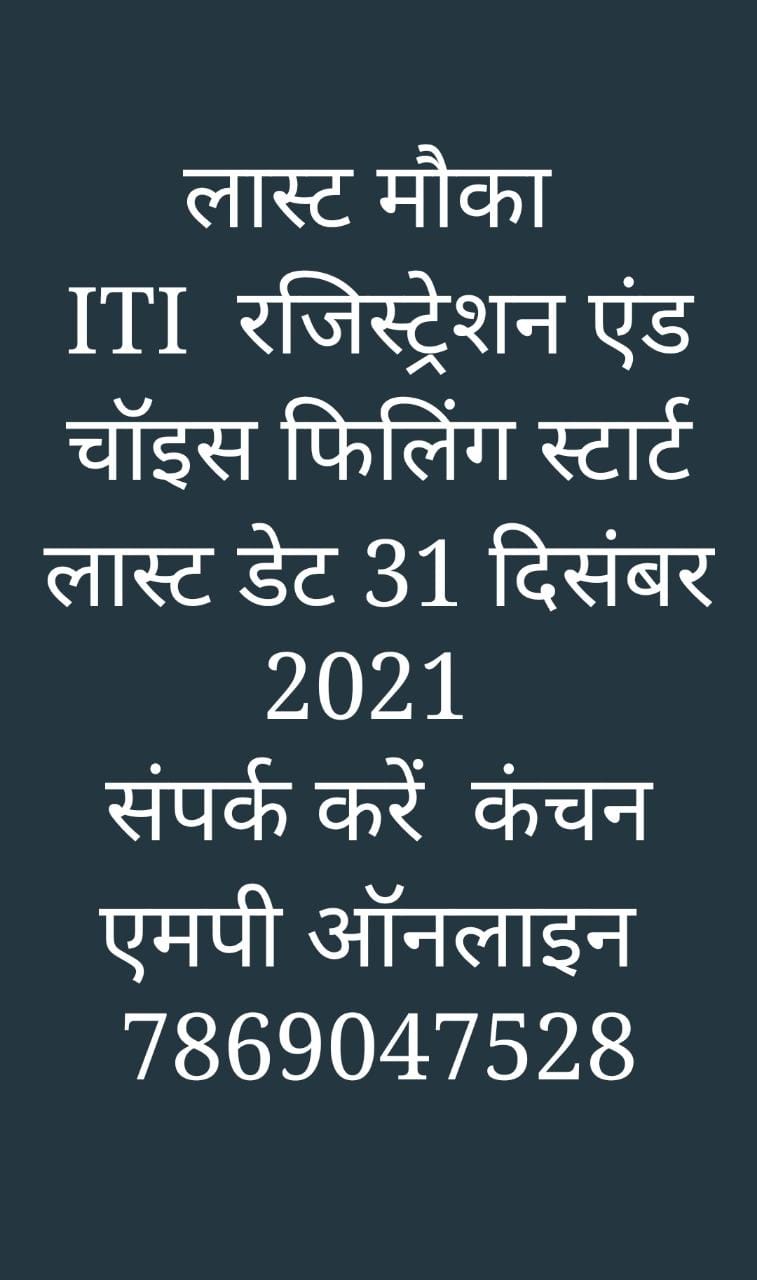 लास्ट मौका
ITI रजिस्ट्रेशन एंड
चॉइस फिलिंग स्टार्ट
लास्ट डेट 31 दिसंबर
2021
संपर्क करें कंचन
एमपी ऑनलाइन
7869047528